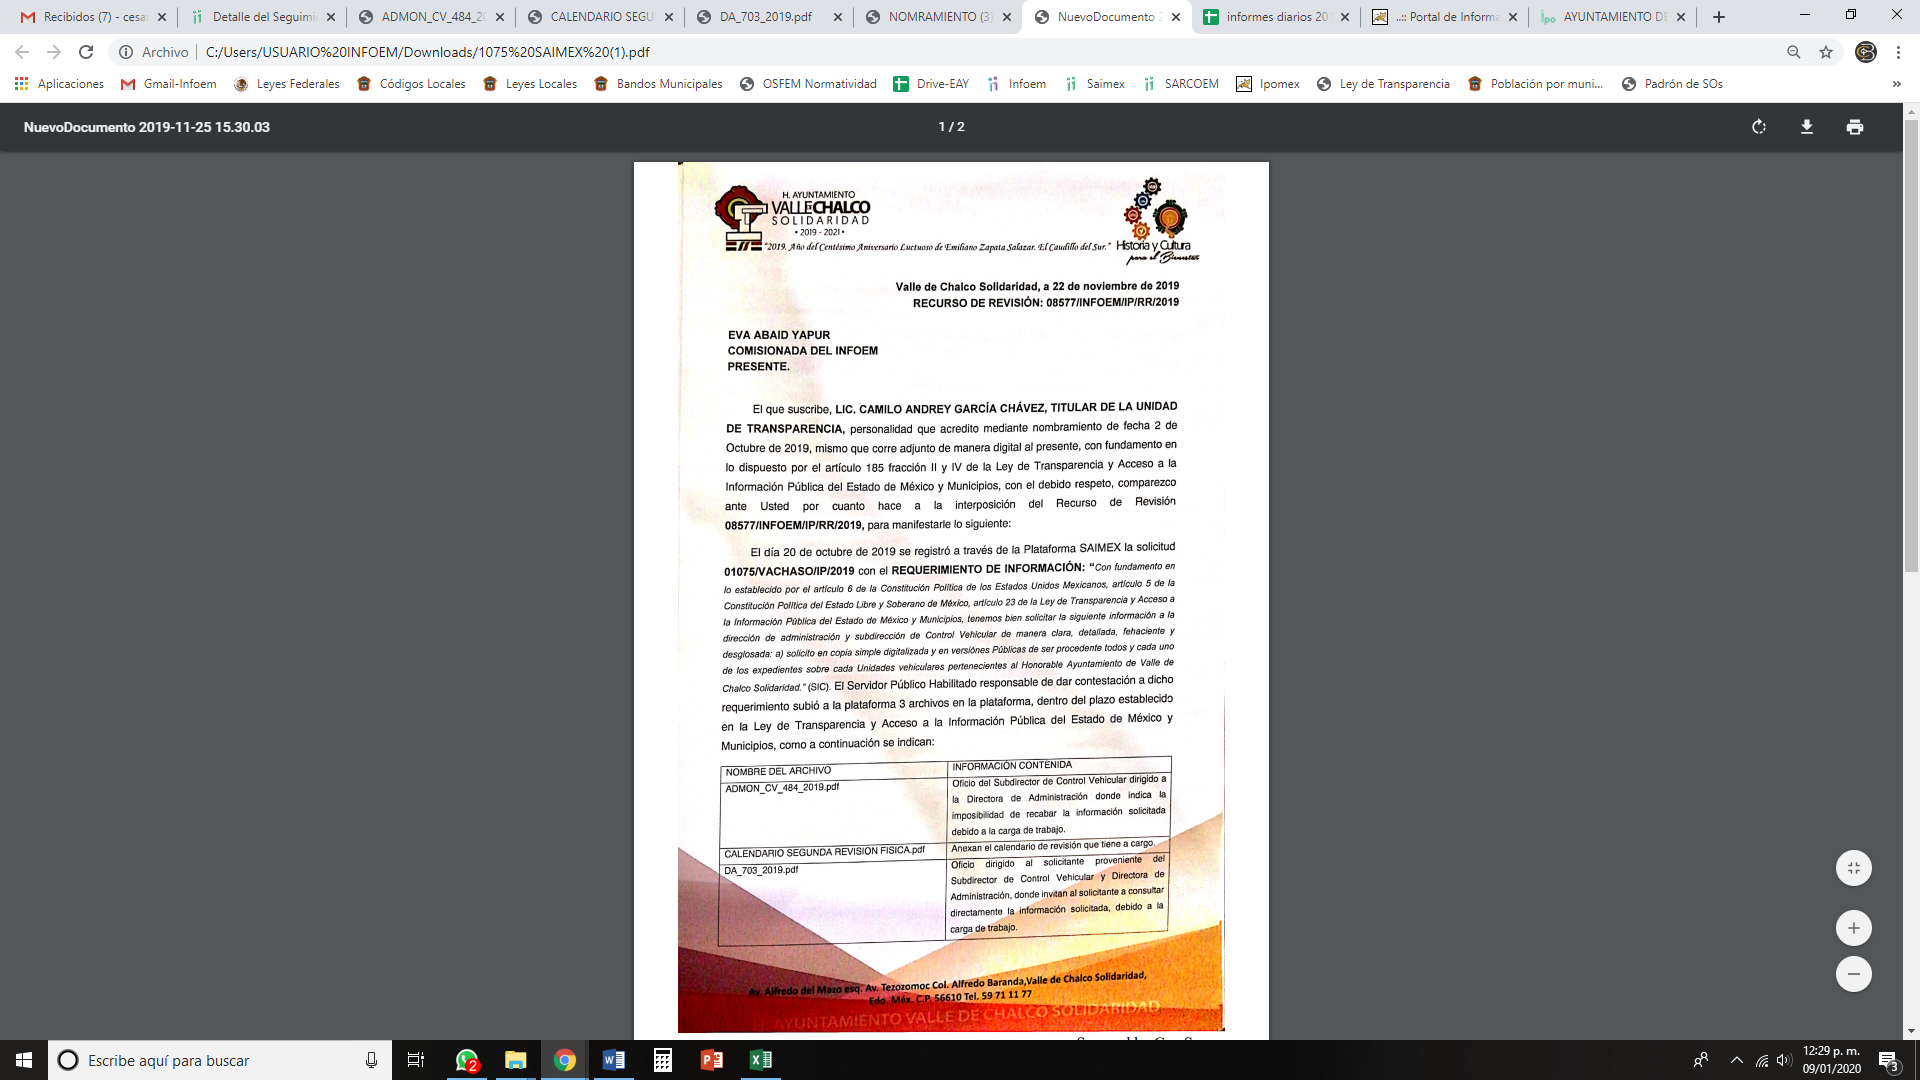 Recibidos (7) - cesa
Detalle del Seguimi
ADMON_CV_484_20
CALENDARIO SEGU
DA_703_2019.pdf
NOMRAMIENTO (3)
NuevoDocumento 2
informes diarios 201
..:: Portal de Informa
AYUNTAMIENTO DE
Archivo
C:/Users/USUARIO%20INFOEM/Downloads/1075%20SAIMEX%20(1).pdf
Aplicaciones
Gmail-Infoem
Leyes Federales
Códigos Locales
Leyes Locales
Bandos Municipales
OSFEM Normatividad
Drive-EAY
Infoem
Saimex
SARCOEM
Ipomex
Ley de Transparencia
Población por muni...
Padrón de SOs
»
NuevoDocumento 2019-11-25 15.30.03
1 / 2
H. AYUNTAMIENTO
VALLE DE CHALCO
SOLIDARIDAD
• 2019 - 2021 •
"2019. Año del Centésimo Aniversario Luctuoso de Emiliano Zapata Salazar. El Caudillo del Sur."
Historia y Cultura
para el Bienestar
Valle de Chalco Solidaridad, a 22 de noviembre de 2019
RECURSO DE REVISIÓN: 08577/INFOEM/IP/RR/2019
EVA ABAID YAPUR
COMISIONADA DEL INFOEM
PRESENTE.
El que suscribe, LIC. CAMILO ANDREY GARCÍA CHÁVEZ, TITULAR DE LA UNIDAD
DE TRANSPARENCIA, personalidad que acredito mediante nombramiento de fecha 2 de
Octubre de 2019, mismo que corre adjunto de manera digital al presente, con fundamento en
lo dispuesto por el artículo 185 fracción II y IV de la Ley de Transparencia y Acceso a la
Información Pública del Estado de México y Municipios, con el debido respeto, comparezco
ante Usted por cuanto hace a la interposición del Recurso de Revisión
08577/INFOEM/IP/RR/2019, para manifestarle lo siguiente:
El día 20 de octubre de 2019 se registró a través de la Plataforma SAIMEX la solicitud
01075/VACHASO/IP/2019 con el REQUERIMIENTO DE INFORMACIÓN: "Con fundamento en
lo establecido por el artículo 6 de la Constitución Política de los Estados Unidos Mexicanos, artículo 5 de la
Constitución Política del Estado Libre y Soberano de México, artículo 23 de la Ley de Transparencia y Acceso a
la Información Pública del Estado de México y Municipios, tenemos bien solicitar la siguiente información a la
dirección de administración y subdirección de Control Vehicular de manera clara, detallada, fehaciente y
desglosada: a) solicito en copia simple digitalizada y en versiónes Públicas de ser procedente todos y cada uno
de los expedientes sobre cada Unidades vehiculares pertenecientes al Honorable Ayuntamiento de Valle de
Chalco Solidaridad." (SIC). El Servidor Público Habilitado responsable de dar contestación a dicho
requerimiento subió a la plataforma 3 archivos en la plataforma, dentro del plazo establecido
en la Ley de Transparencia y Acceso a la Información Pública del Estado de México y
Municipios, como a continuación se indican:
NOMBRE DEL ARCHIVO
INFORMACIÓN CONTENIDA
ADMON_CV_484_2019.pdf
Oficio del Subdirector de Control Vehicular dirigido a
la Directora de Administración donde indica la
imposibilidad de recabar la información solicitada
debido a la carga de trabajo.
CALENDARIO SEGUNDA REVISION FISICA.pdf
Anexan el calendario de revisión que tiene a cargo.
DA_703_2019.pdf
Oficio dirigido al solicitante proveniente del
Subdirector de Control Vehicular y Directora de
Administración, donde invitan al solicitante a consultar
directamente la información solicitada, debido a la
carga de trabajo.
Av. Alfredo del Mazo esq. Av. Tezozomoc Col. Alfredo Baranda,Valle de Chalco Solidaridad,
Edo. Méx. C.P. 56610 Tel. 59 71 11 77
H. AYUNTAMIENTO VALLE DE CHALCO SOLIDARIDAD
Escribe aquí para buscar
2
12:29 p. m.
09/01/2020
3